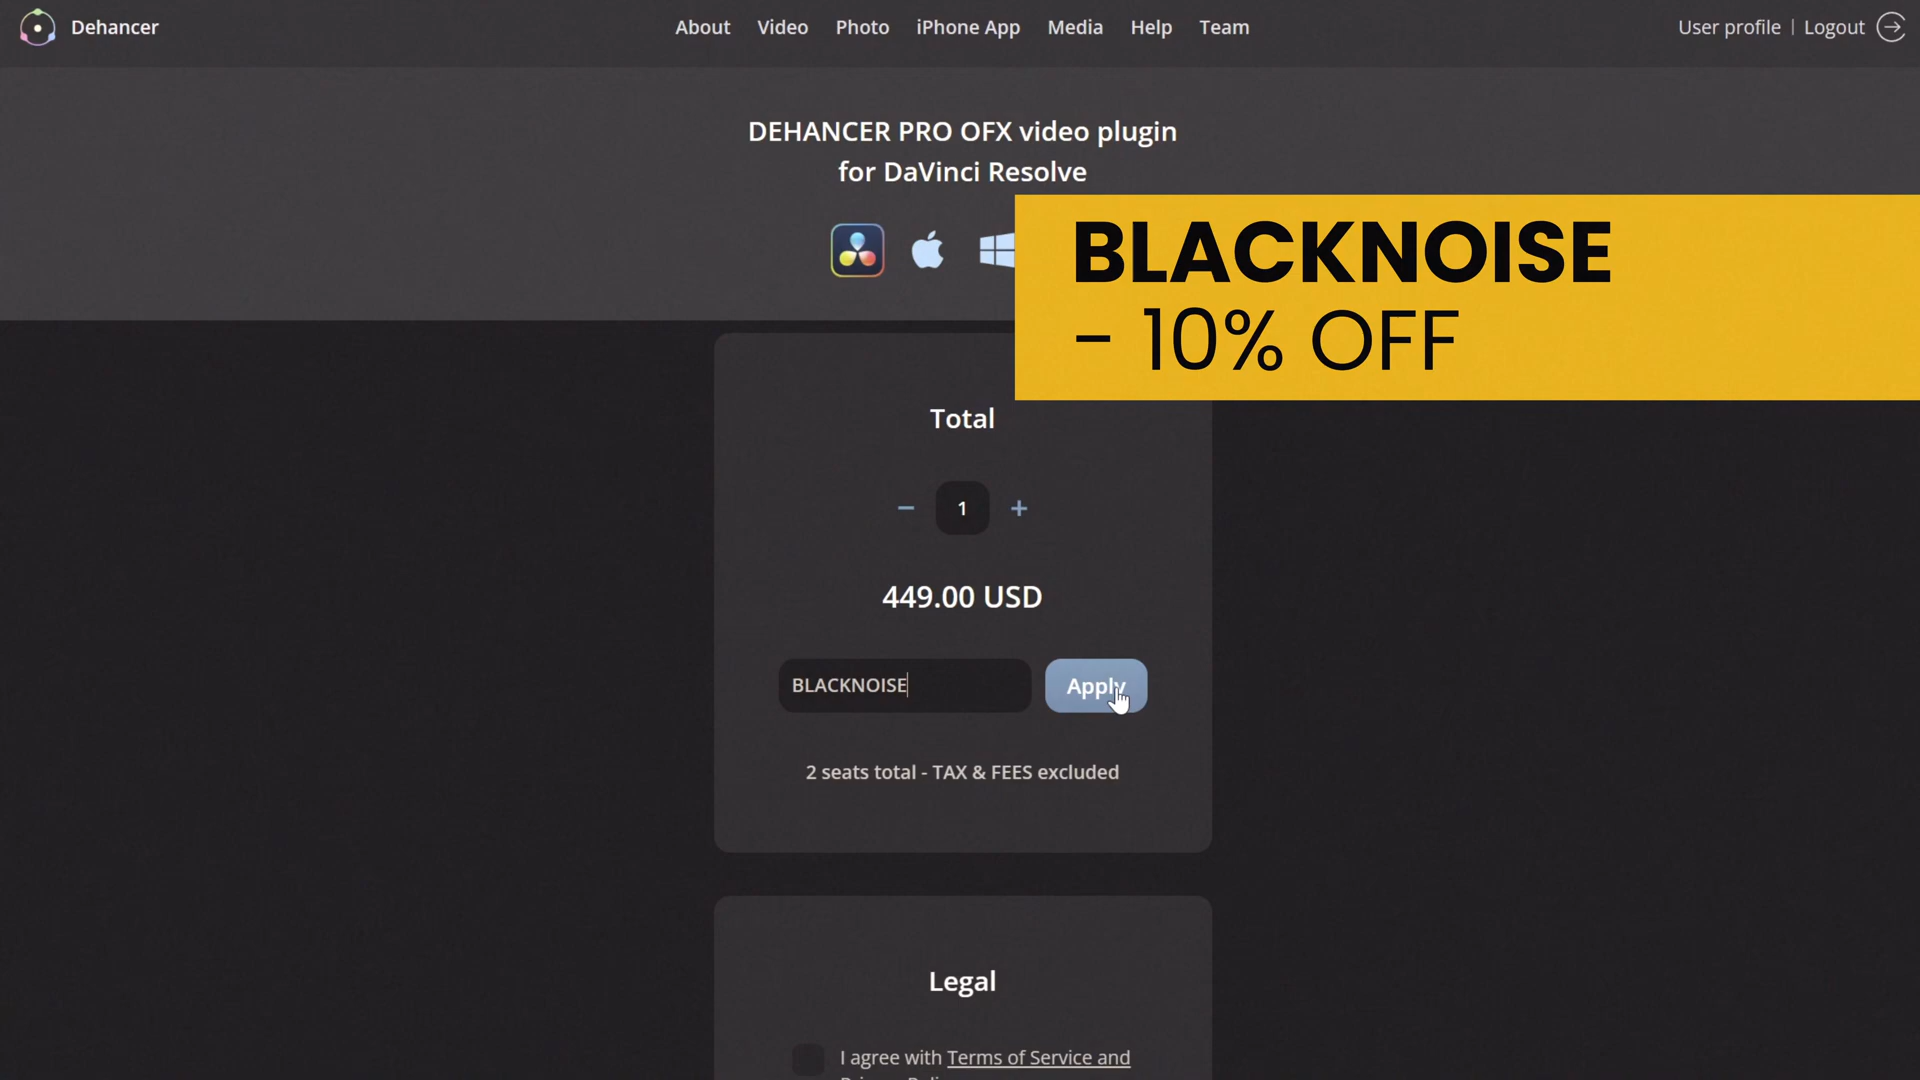 Dehancer
About Video Photo iPhone App Media Help Team
User profile | Logout
DEHANCER PRO OFX video plugin
for DaVinci Resolve
BLACKNOISE
- 10% OFF
Total
− 1 +
449.00 USD
BLACKNOISE
Apply
2 seats total - TAX & FEES excluded
Legal
I agree with Terms of Service and